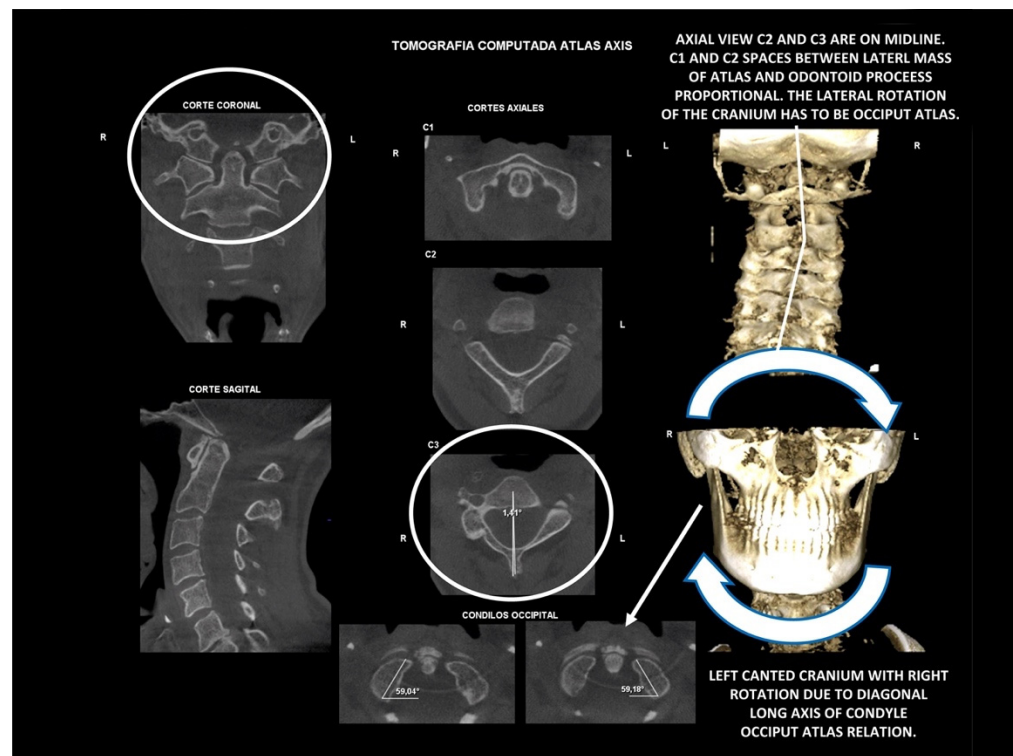 TOMOGRAFIA COMPUTADA ATLAS AXIS
AXIAL VIEW C2 AND C3 ARE ON MIDLINE.
C1 AND C2 SPACES BETWEEN LATERL MASS
OF ATLAS AND ODONTOID PROCEESS
PROPORTIONAL. THE LATERAL ROTATION
OF THE CRANIUM HAS TO BE OCCIPUT ATLAS.
CORTE CORONAL
R
L
CORTES AXIALES
C1
R
L
L
R
C2
R
L
CORTE SAGITAL
C3
1,41°
R
L
R
L
CONDILOS OCCIPITAL
59,04°
59,18°
LEFT CANTED CRANIUM WITH RIGHT
ROTATION DUE TO DIAGONAL
LONG AXIS OF CONDYLE
OCCIPUT ATLAS RELATION.